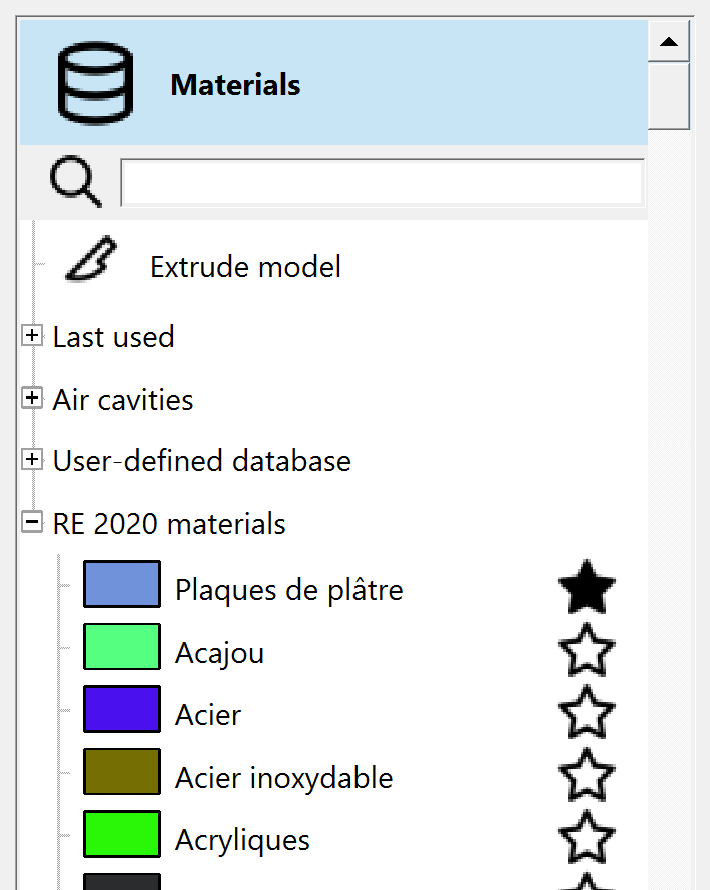 Materials
Extrude model
Last used
Air cavities
User-defined database
RE 2020 materials
Plaques de plâtre
Acajou
Acier
Acier inoxydable
Acryliques